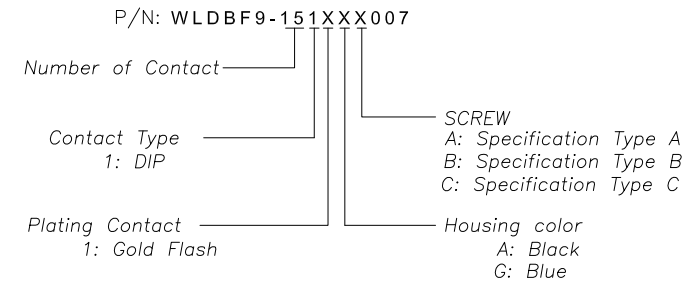 P/N: WLDBF9-151XXX007
Number of Contact
SCREW
A: Specification Type A
B: Specification Type B
C: Specification Type C
Contact Type
1: DIP
Plating Contact
1: Gold Flash
Housing color
A: Black
G: Blue